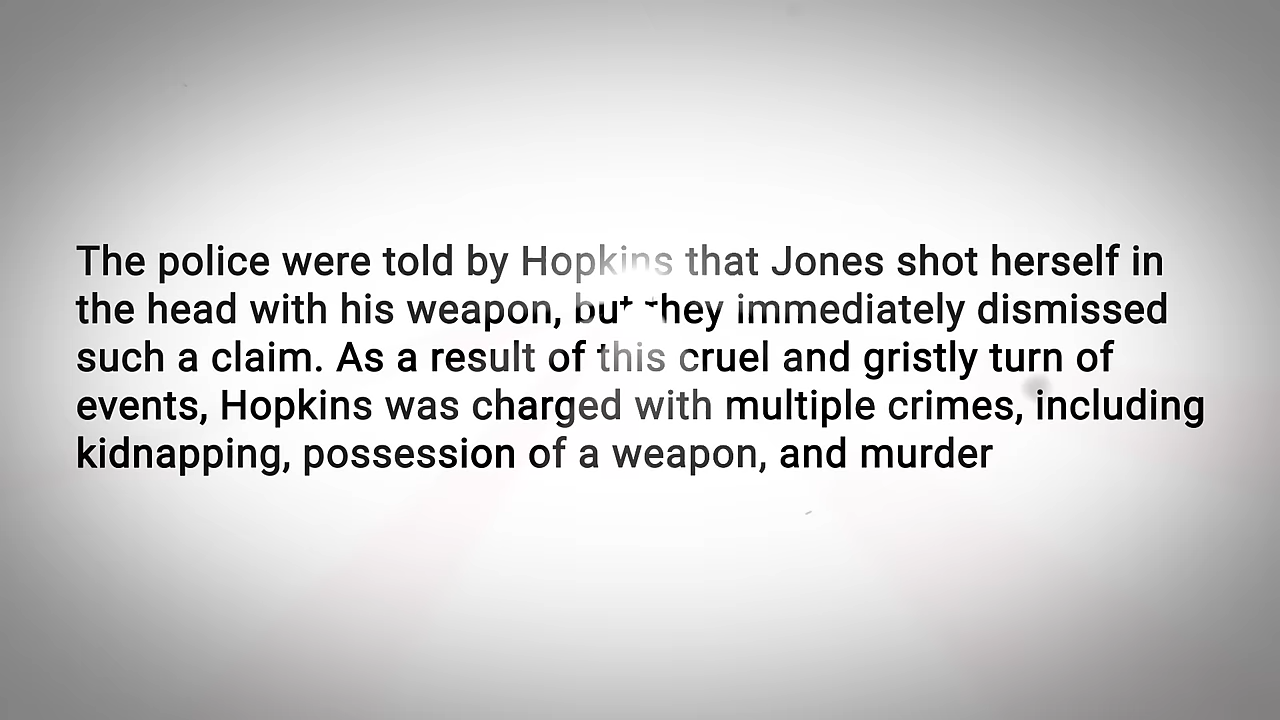 The police were told by Hopkins that Jones shot herself in
the head with his weapon, but they immediately dismissed
such a claim. As a result of this cruel and gristly turn of
events, Hopkins was charged with multiple crimes, including
kidnapping, possession of a weapon, and murder